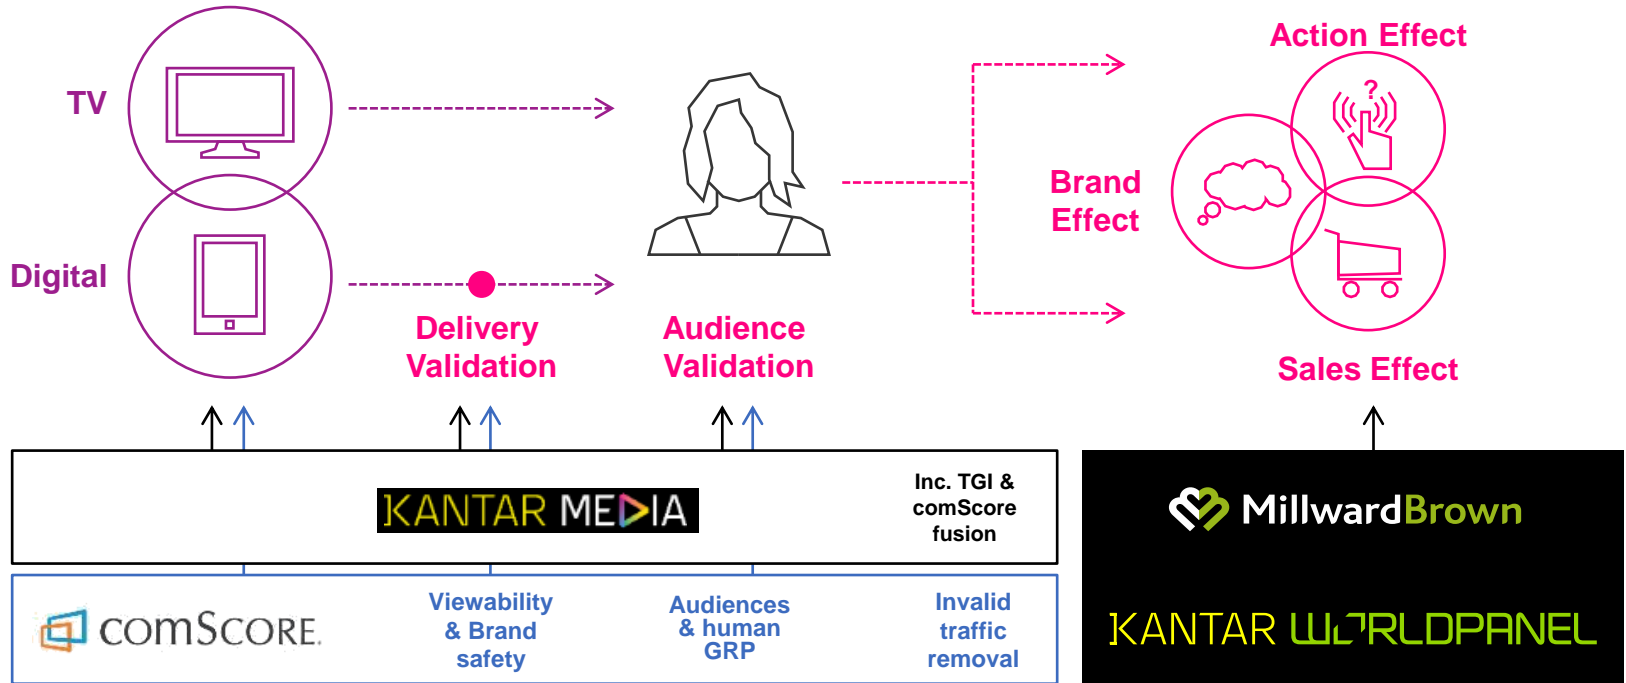 Action Effect
TV
?
Brand
Effect
Digital
Delivery
Validation
Audience
Validation
Sales Effect
KANTAR MEDIA
Inc. TGI &
comScore
fusion
MillwardBrown
comSCORE.
Viewability
& Brand
safety
Audiences
& human
GRP
Invalid
traffic
removal
KANTAR WORLDPANEL